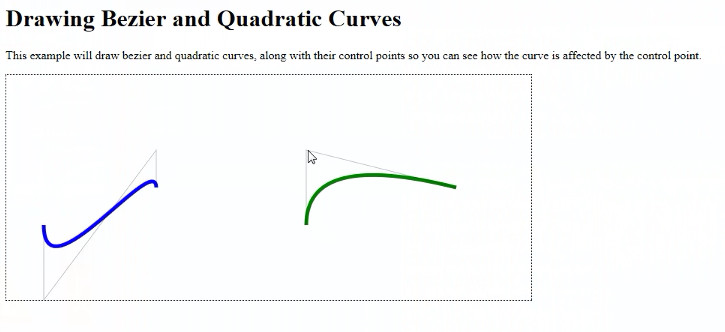 Drawing Bezier and Quadratic Curves
This example will draw bezier and quadratic curves, along with their control points so you can see how the curve is affected by the control point.